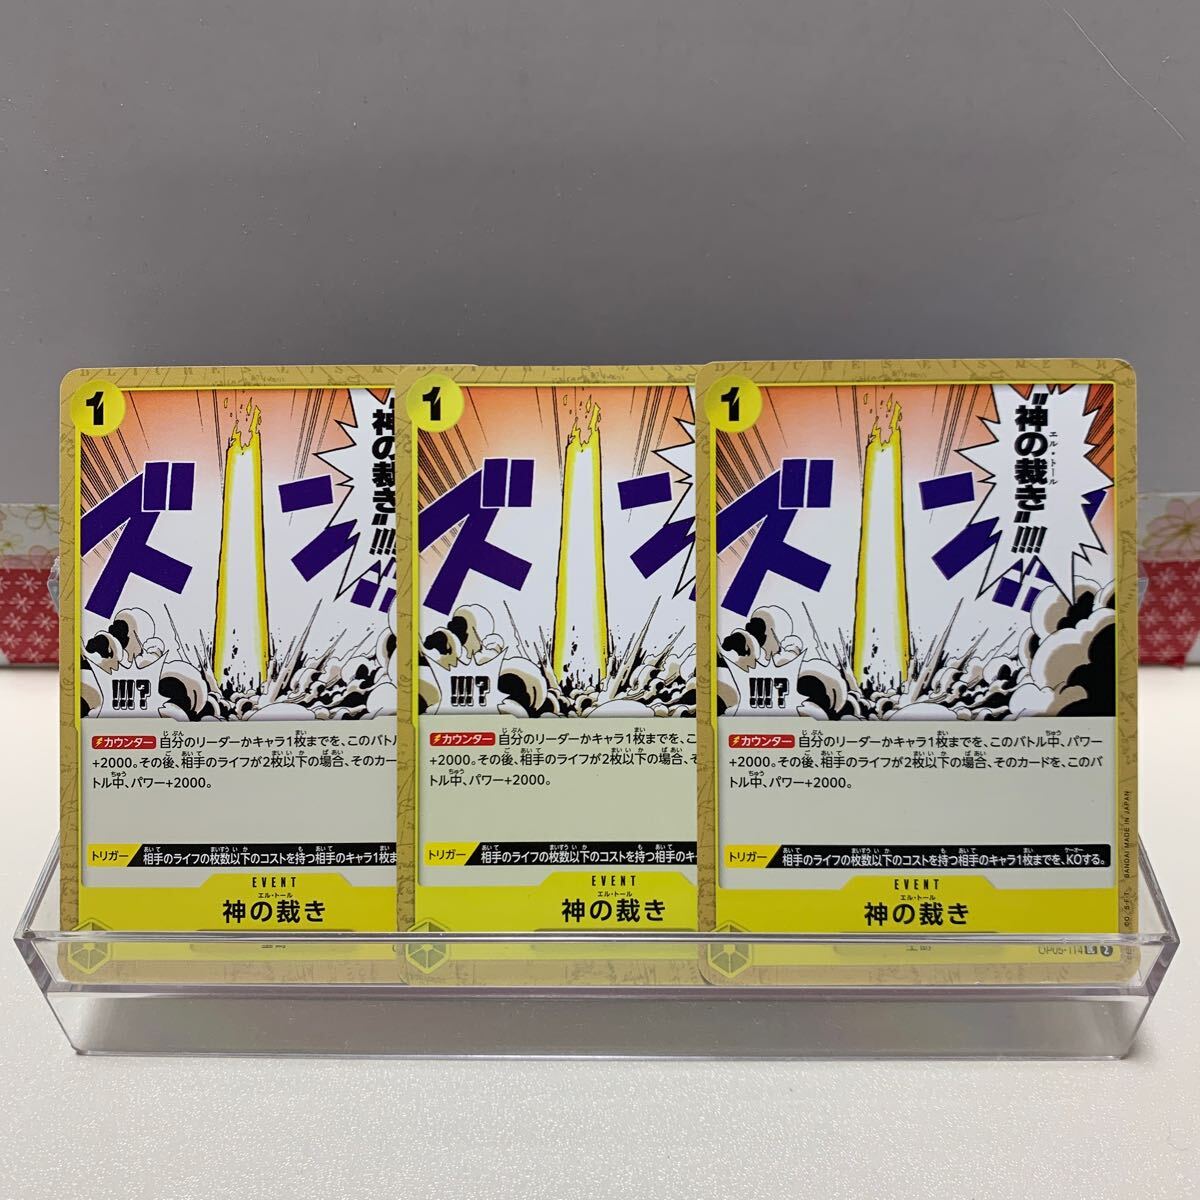 1
"神の裁き"!!!!
ズン
!!!?
カウンター 自分のリーダーかキャラ1枚までを、このバトル
+2000。その後、相手のライフが2枚以下の場合、そのカー
トル中、パワー+2000。
トリガー 相手のライフの枚数以下のコストを持つ相手のキャラ1枚ま
EVENT
エル・トール
神の裁き
1
ズン
!!!?
カウンター 自分のリーダーかキャラ1枚までを、こ
+2000。その後、相手のライフが2枚以下の場合、そ
トル中、パワー+2000。
トリガー 相手のライフの枚数以下のコストを持つ相手のキ
EVENT
エル・トール
神の裁き
1
"神の裁き"!!!!
エル・トール
ズン
!!!?
カウンター 自分のリーダーかキャラ1枚までを、このバトル中、パワー
+2000。その後、相手のライフが2枚以下の場合、そのカードを、このバ
トル中、パワー+2000。
トリガー 相手のライフの枚数以下のコストを持つ相手のキャラ1枚までを、KOする。
EVENT
エル・トール
神の裁き
OP05-114 C 2
BANDAI MADE IN JAPAN